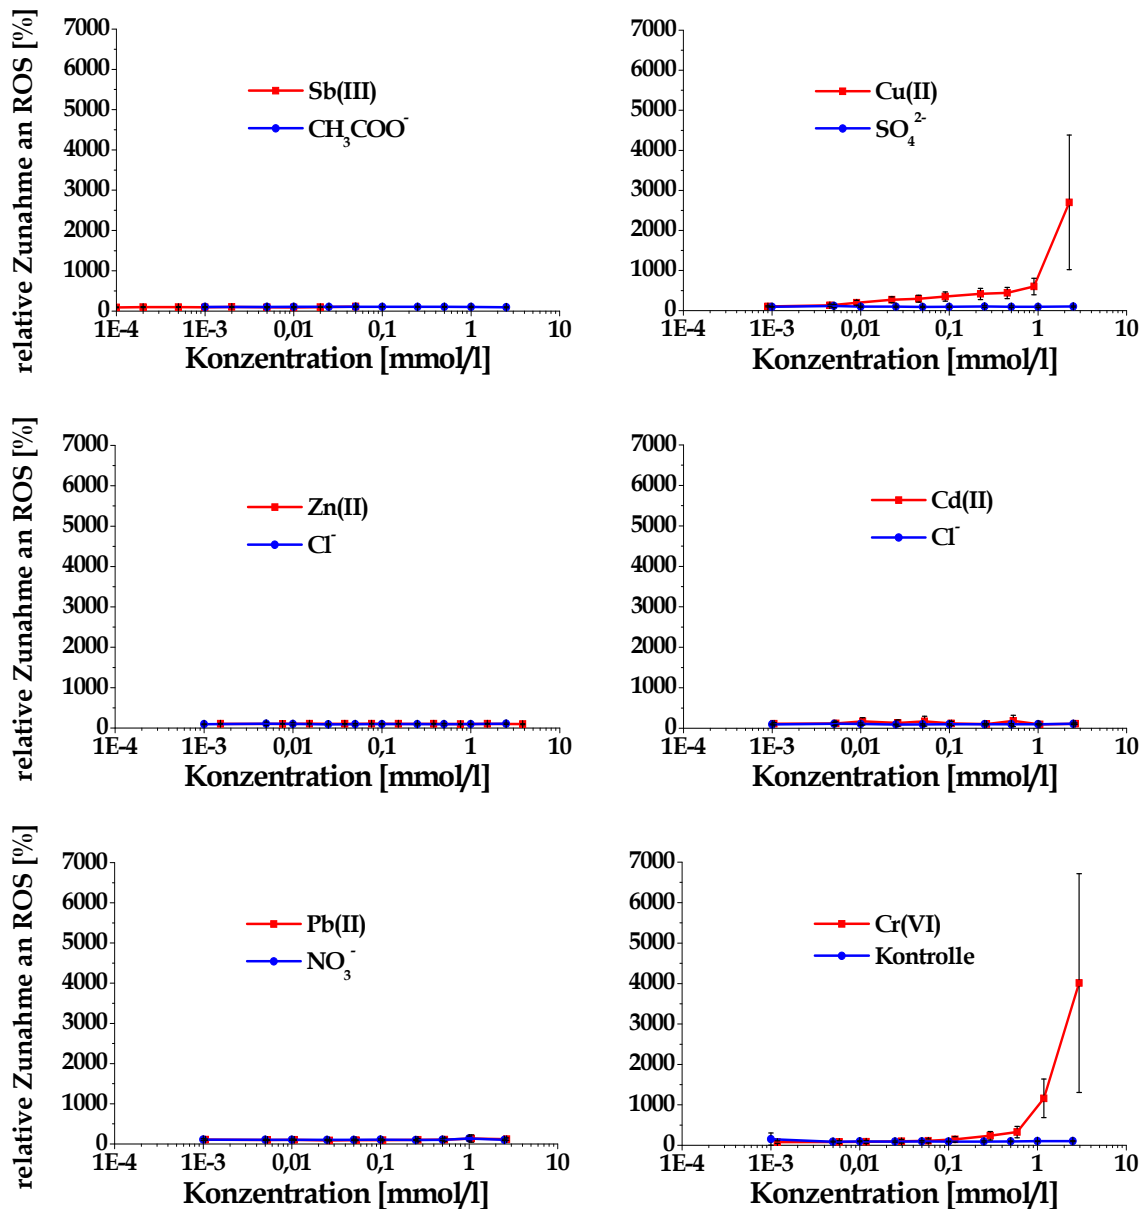 relative Zunahme an ROS [%]
7000
6000
5000
4000
3000
2000
1000
0
Sb(III)
CH3COO-
1E-4 1E-3 0,01 0,1 1 10
Konzentration [mmol/l]
7000
6000
5000
4000
3000
2000
1000
0
Cu(II)
SO4 2-
1E-4 1E-3 0,01 0,1 1 10
Konzentration [mmol/l]
relative Zunahme an ROS [%]
7000
6000
5000
4000
3000
2000
1000
0
Zn(II)
Cl-
1E-4 1E-3 0,01 0,1 1 10
Konzentration [mmol/l]
7000
6000
5000
4000
3000
2000
1000
0
Cd(II)
Cl-
1E-4 1E-3 0,01 0,1 1 10
Konzentration [mmol/l]
relative Zunahme an ROS [%]
7000
6000
5000
4000
3000
2000
1000
0
Pb(II)
NO3-
1E-4 1E-3 0,01 0,1 1 10
Konzentration [mmol/l]
7000
6000
5000
4000
3000
2000
1000
0
Cr(VI)
Kontrolle
1E-4 1E-3 0,01 0,1 1 10
Konzentration [mmol/l]